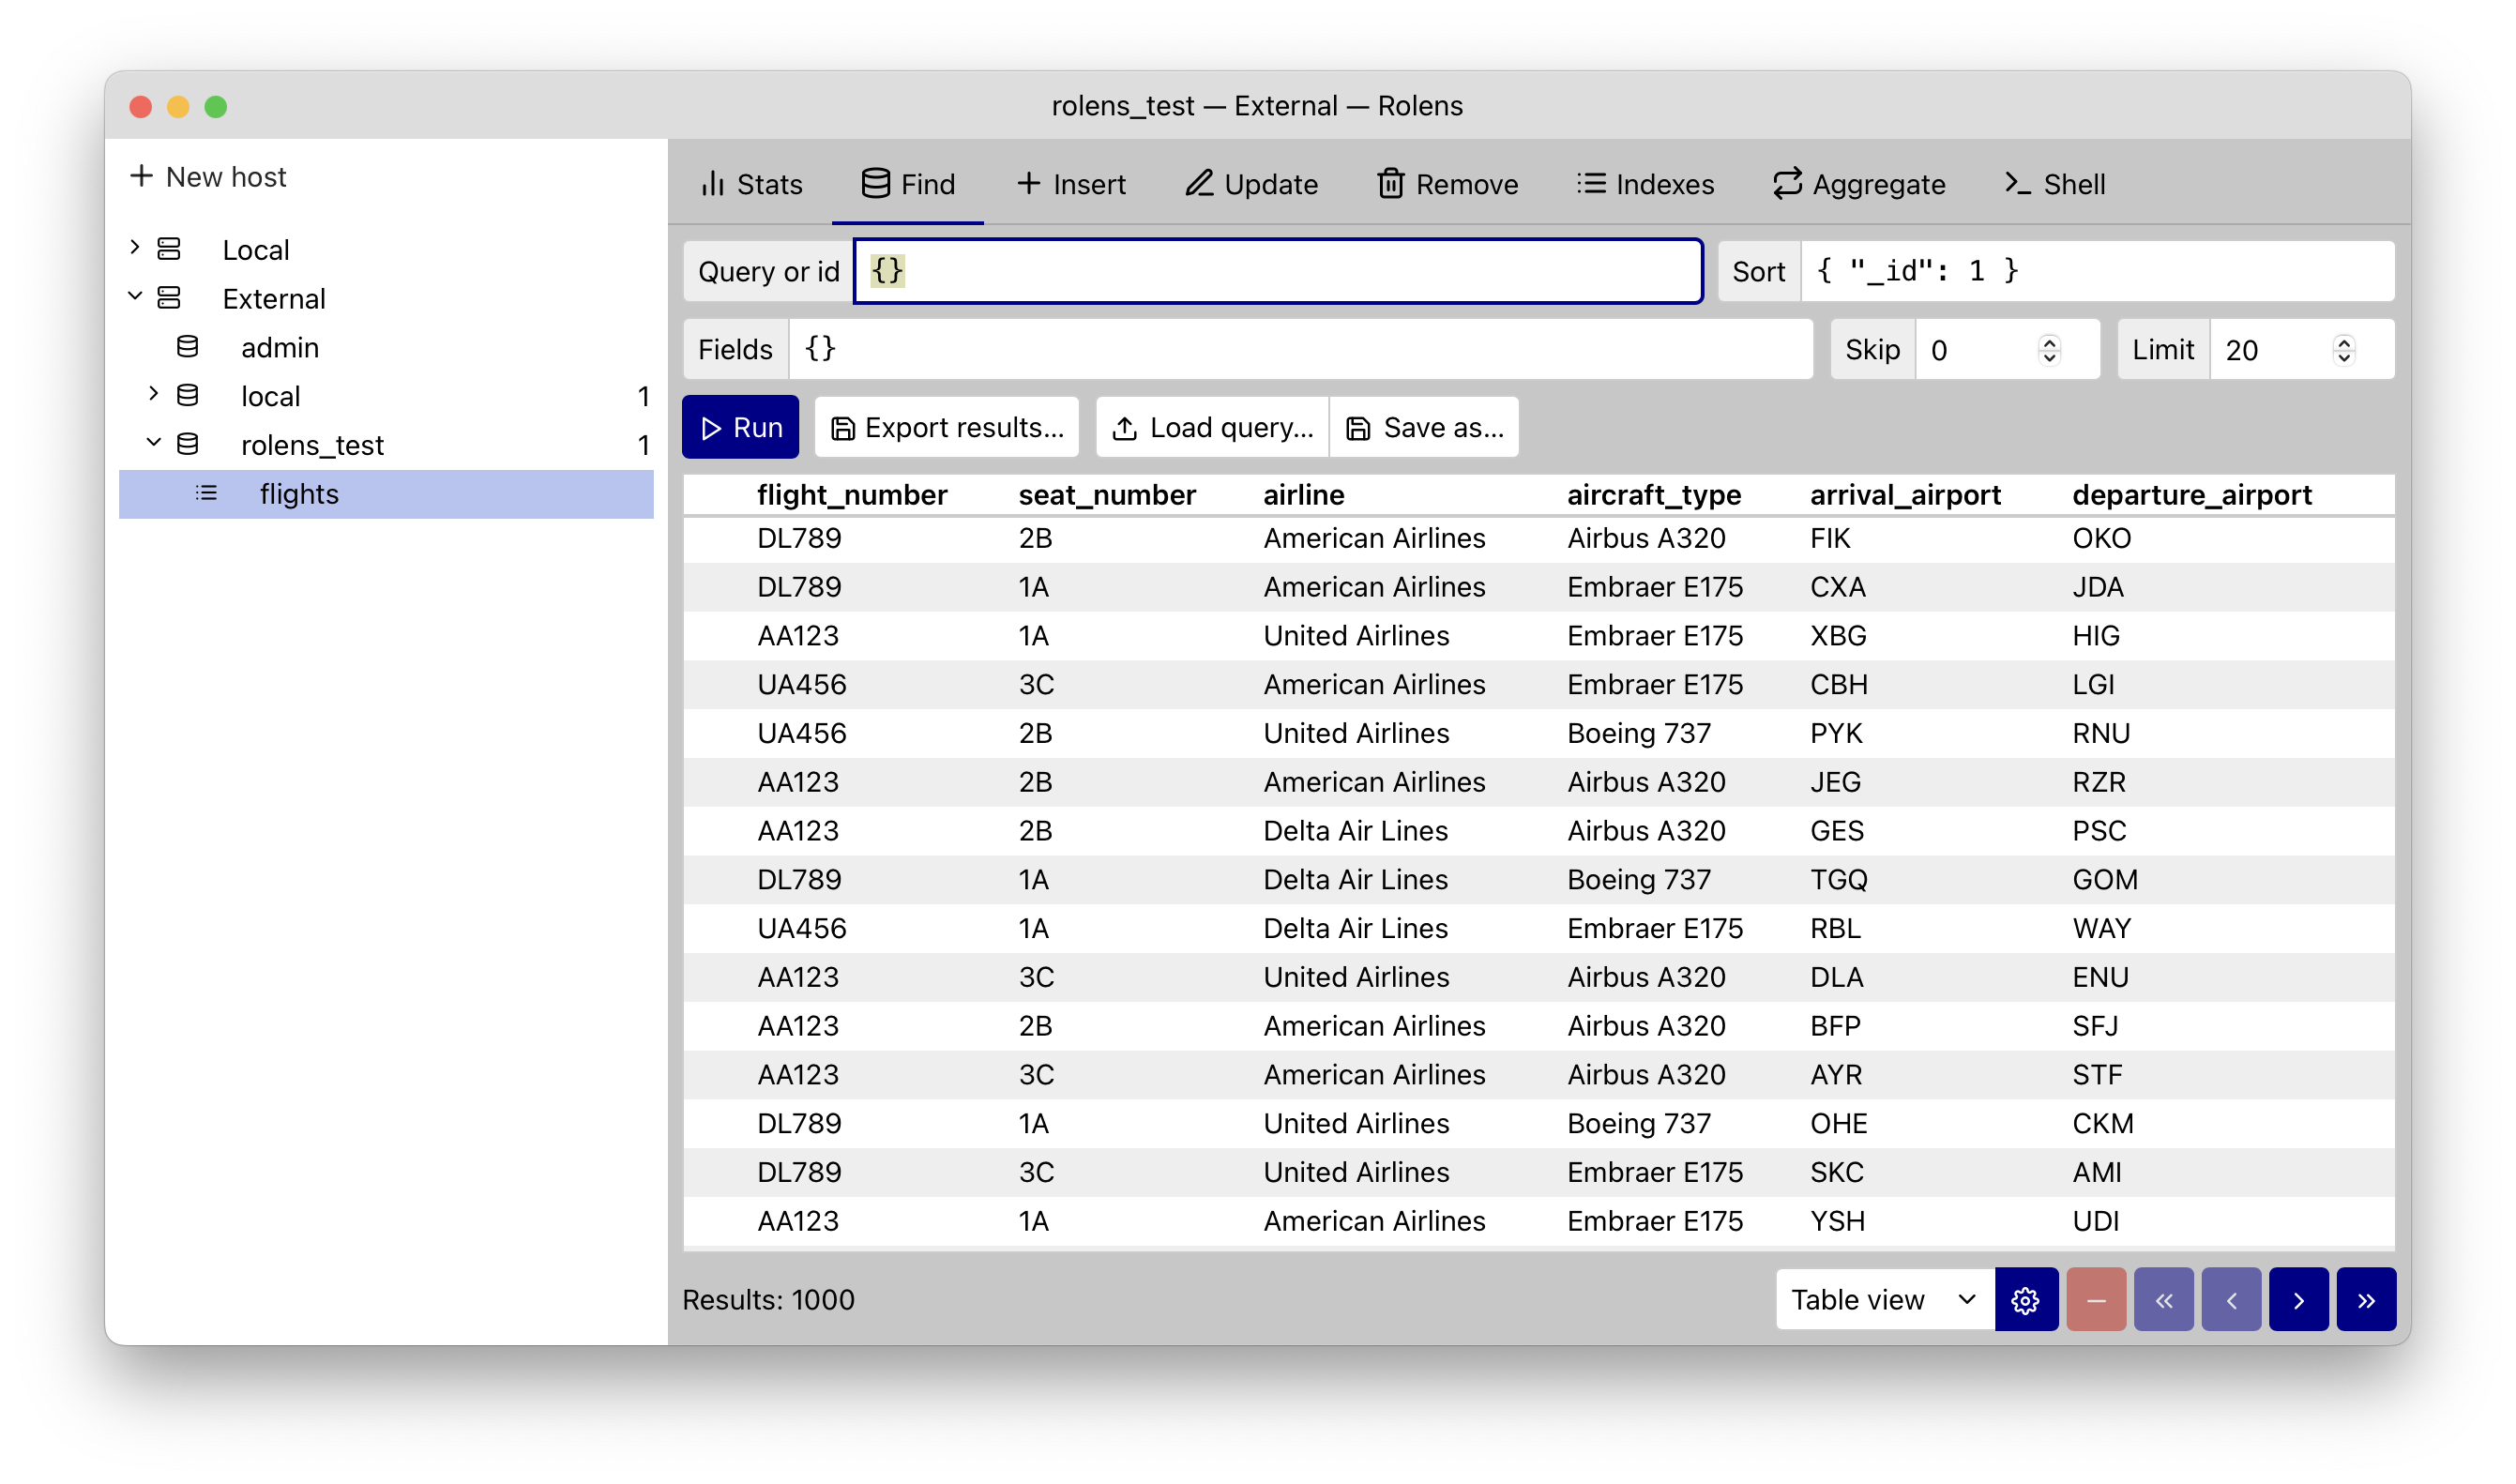 rolens_test — External — Rolens
New host
Local
External
admin
local 1
rolens_test 1
flights
Stats Find Insert Update Remove Indexes Aggregate Shell
Query or id {} Sort { "_id": 1 }
Fields {} Skip 0 Limit 20
Run Export results... Load query... Save as...
flight_number seat_number airline aircraft_type arrival_airport departure_airport
DL789 2B American Airlines Airbus A320 FIK OKO
DL789 1A American Airlines Embraer E175 CXA JDA
AA123 1A United Airlines Embraer E175 XBG HIG
UA456 3C American Airlines Embraer E175 CBH LGI
UA456 2B United Airlines Boeing 737 PYK RNU
AA123 2B American Airlines Airbus A320 JEG RZR
AA123 2B Delta Air Lines Airbus A320 GES PSC
DL789 1A Delta Air Lines Boeing 737 TGQ GOM
UA456 1A Delta Air Lines Embraer E175 RBL WAY
AA123 3C United Airlines Airbus A320 DLA ENU
AA123 2B American Airlines Airbus A320 BFP SFJ
AA123 3C American Airlines Airbus A320 AYR STF
DL789 1A United Airlines Boeing 737 OHE CKM
DL789 3C United Airlines Embraer E175 SKC AMI
AA123 1A American Airlines Embraer E175 YSH UDI
Results: 1000 Table view